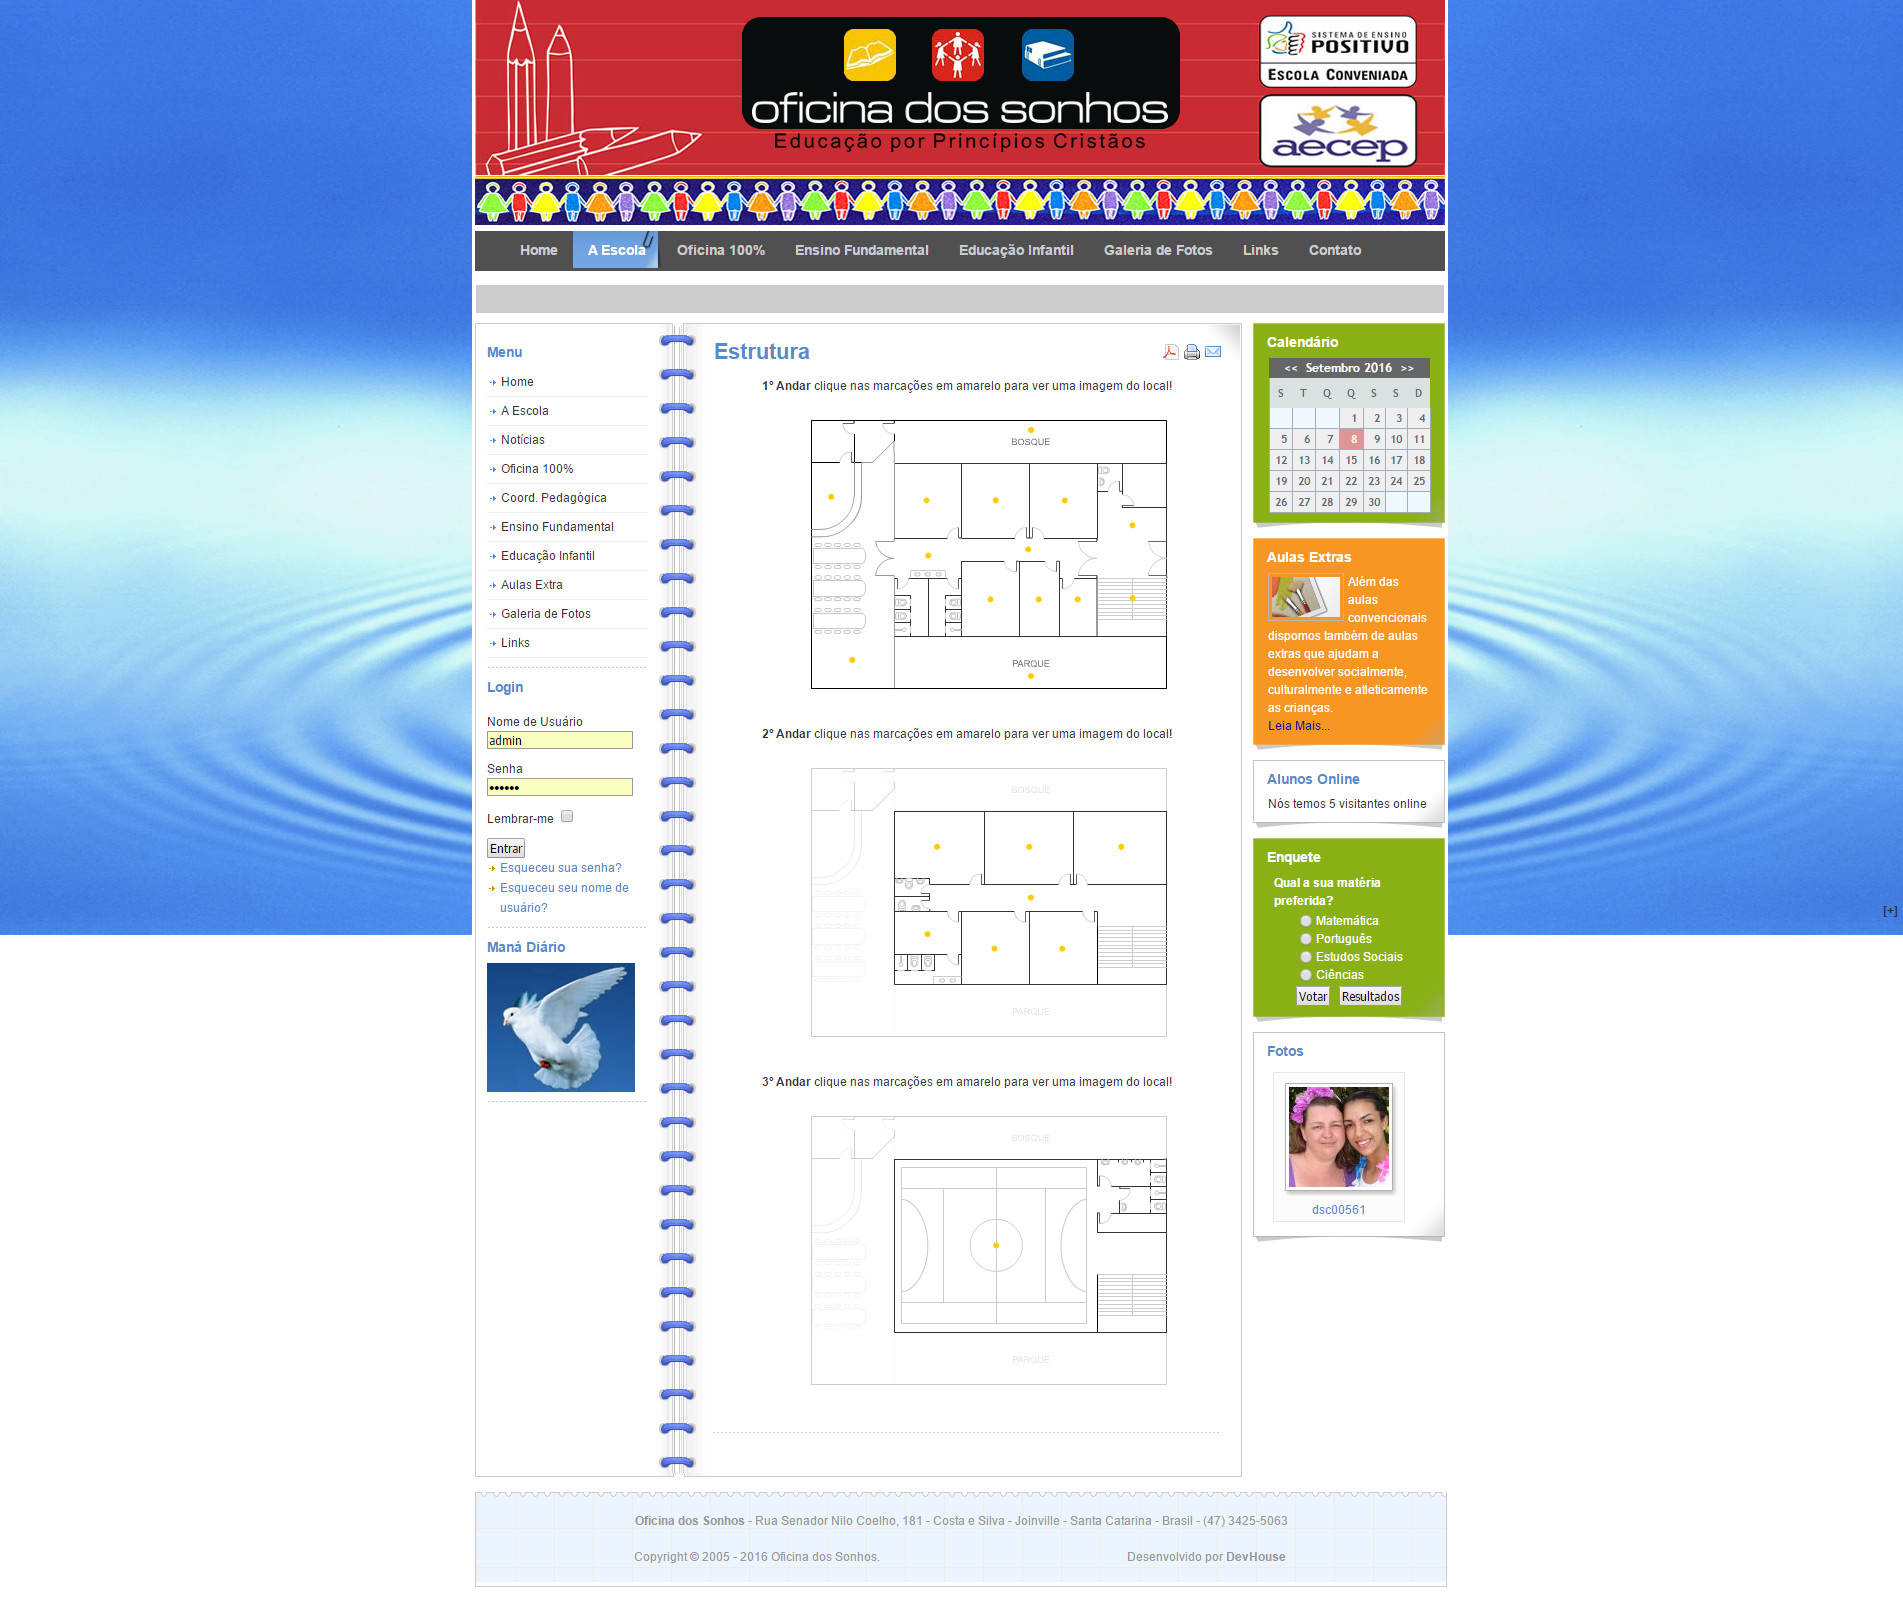 SISTEMA DE ENSINO
POSITIVO
ESCOLA CONVENIADA
oficina dos sonhos
Educação por Princípios Cristãos
aecep
Home A Escola Oficina 100% Ensino Fundamental Educação Infantil Galeria de Fotos Links Contato
Menu
Home
A Escola
Notícias
Oficina 100%
Coord. Pedagógica
Ensino Fundamental
Educação Infantil
Aulas Extra
Galeria de Fotos
Links
Login
Nome de Usuário
admin
Senha
••••••
Lembrar-me
Entrar
Esqueceu sua senha?
Esqueceu seu nome de
usuário?
Maná Diário
Estrutura
1º Andar clique nas marcações em amarelo para ver uma imagem do local!
BOSQUE
PARQUE
2º Andar clique nas marcações em amarelo para ver uma imagem do local!
BOSQUE
PARQUE
3º Andar clique nas marcações em amarelo para ver uma imagem do local!
BOSQUE
PARQUE
Calendário
<< Setembro 2016 >>
S T Q Q S S D
1 2 3 4
5 6 7 8 9 10 11
12 13 14 15 16 17 18
19 20 21 22 23 24 25
26 27 28 29 30
Aulas Extras
Além das
aulas
convencionais
dispomos também de aulas
extras que ajudam a
desenvolver socialmente,
culturalmente e atleticamente
as crianças.
Leia Mais...
Alunos Online
Nós temos 5 visitantes online
Enquete
Qual a sua matéria
preferida?
Matemática
Português
Estudos Sociais
Ciências
Votar Resultados
[+]
Fotos
dsc00561
Oficina dos Sonhos - Rua Senador Nilo Coelho, 181 - Costa e Silva - Joinville - Santa Catarina - Brasil - (47) 3425-5063
Copyright © 2005 - 2016 Oficina dos Sonhos. Desenvolvido por DevHouse